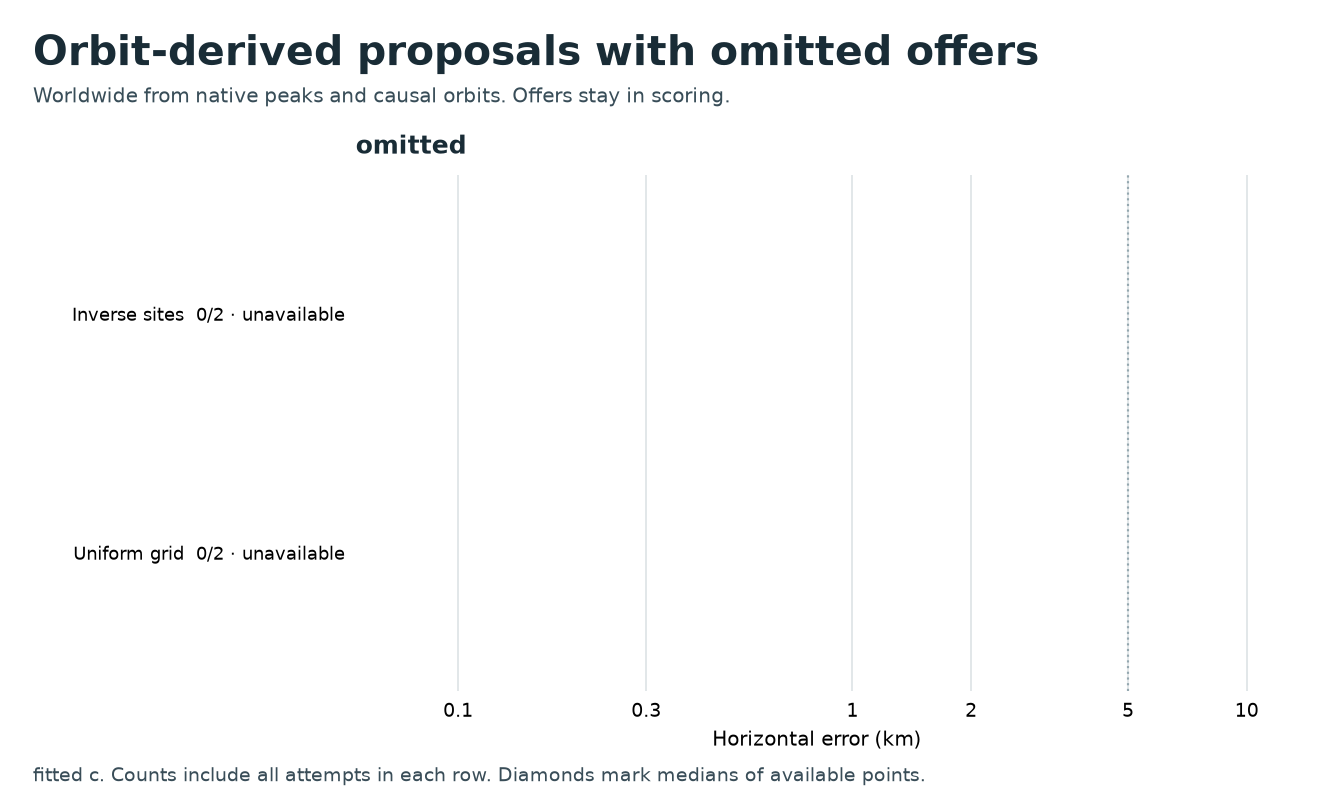 Orbit-derived proposals with omitted offers
Worldwide from native peaks and causal orbits. Offers stay in scoring.
omitted
Inverse sites  0/2 · unavailable
Uniform grid  0/2 · unavailable
0.1 0.3 1 2 5 10
Horizontal error (km)
fitted c. Counts include all attempts in each row. Diamonds mark medians of available points.